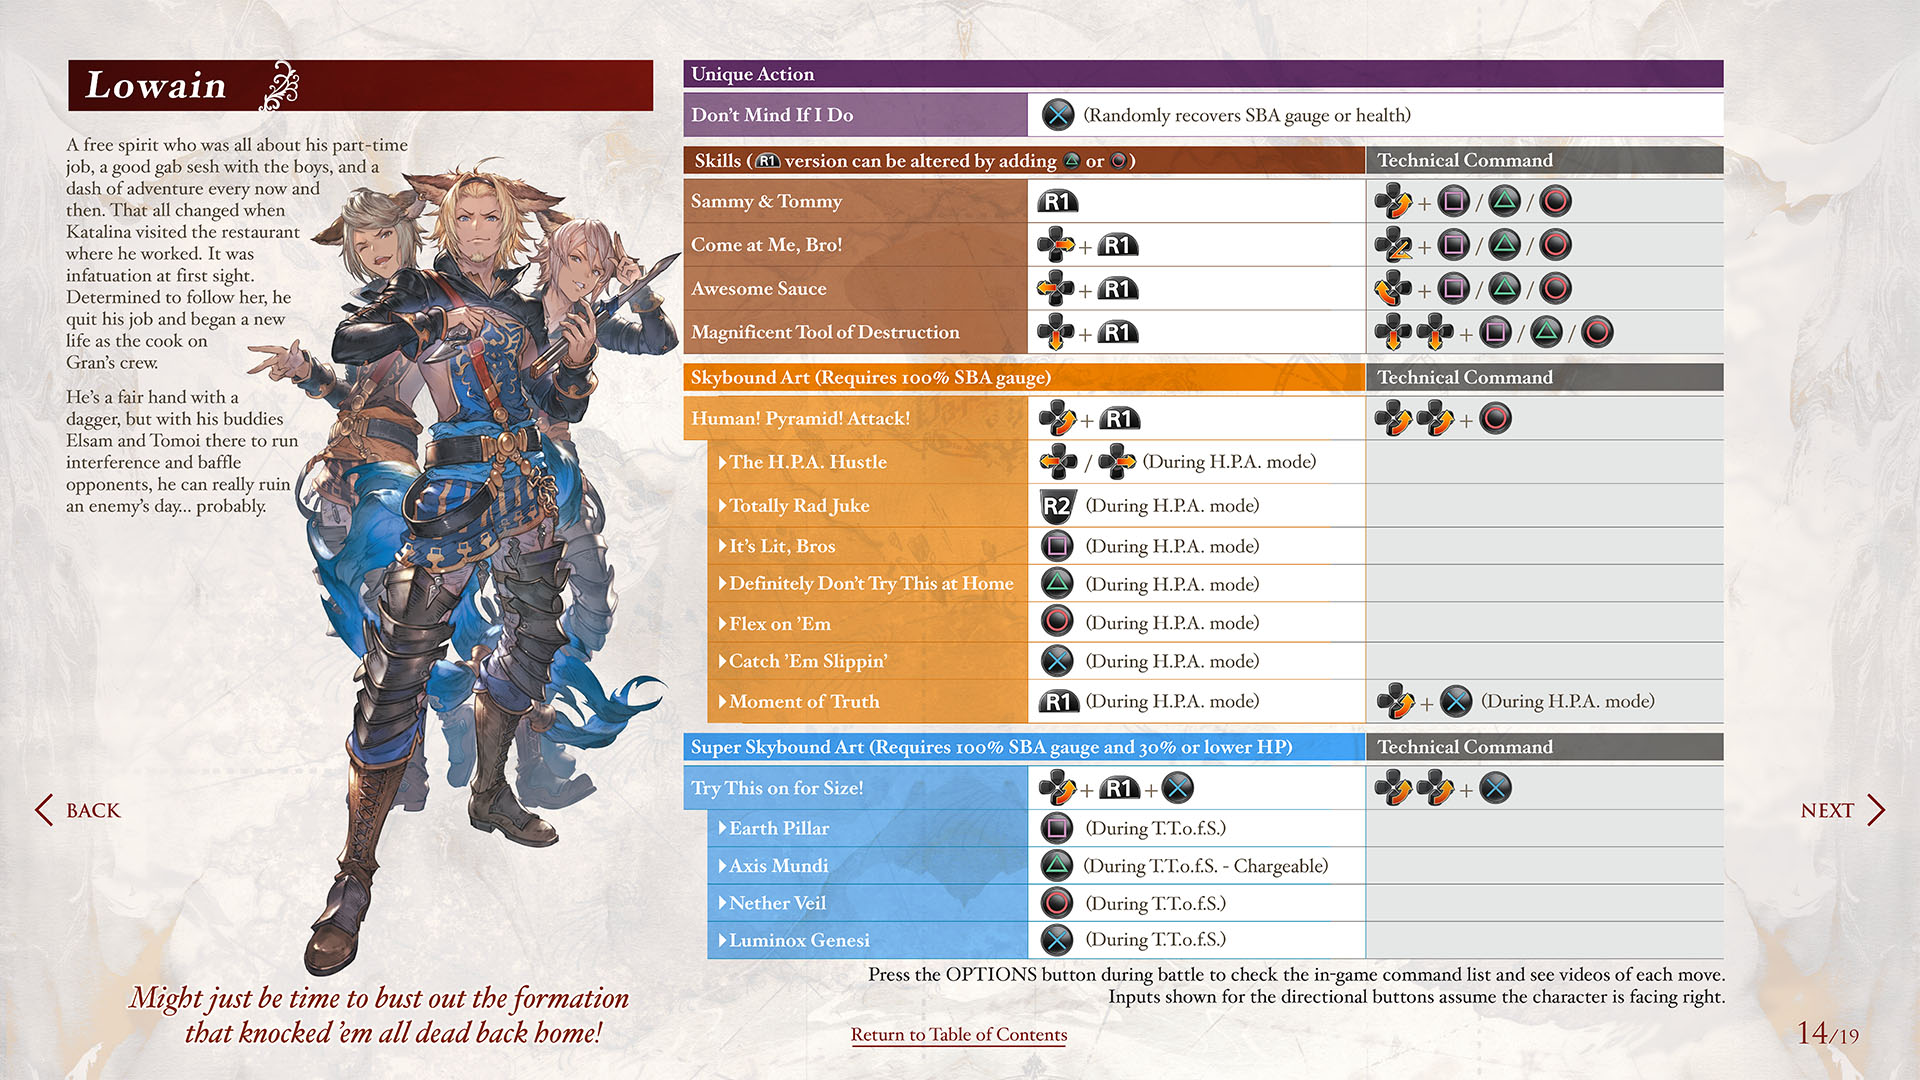 Lowain
A free spirit who was all about his part-time
job, a good gab sesh with the boys, and a
dash of adventure every now and
then. That all changed when
Katalina visited the restaurant
where he worked. It was
infatuation at first sight.
Determined to follow her, he
quit his job and began a new
life as the cook on
Gran's crew.
He's a fair hand with a
dagger, but with his buddies
Elsam and Tomoi there to run
interference and baffle
opponents, he can really ruin
an enemy's day... probably.
Might just be time to bust out the formation
that knocked 'em all dead back home!
Unique Action
Don't Mind If I Do (Randomly recovers SBA gauge or health)
Skills (R1 version can be altered by adding or ) Technical Command
Sammy & Tommy R1 + / /
Come at Me, Bro! + R1 + / /
Awesome Sauce + R1 + / /
Magnificent Tool of Destruction + R1 + / /
Skybound Art (Requires 100% SBA gauge) Technical Command
Human! Pyramid! Attack! + R1 +
The H.P.A. Hustle / (During H.P.A. mode)
Totally Rad Juke R2 (During H.P.A. mode)
It's Lit, Bros (During H.P.A. mode)
Definitely Don't Try This at Home (During H.P.A. mode)
Flex on 'Em (During H.P.A. mode)
Catch 'Em Slippin' (During H.P.A. mode)
Moment of Truth R1 (During H.P.A. mode) + (During H.P.A. mode)
Super Skybound Art (Requires 100% SBA gauge and 30% or lower HP) Technical Command
Try This on for Size! + R1 + +
Earth Pillar (During T.T.o.f.S.)
Axis Mundi (During T.T.o.f.S. - Chargeable)
Nether Veil (During T.T.o.f.S.)
Luminox Genesi (During T.T.o.f.S.)
Press the OPTIONS button during battle to check the in-game command list and see videos of each move.
Inputs shown for the directional buttons assume the character is facing right.
BACK
NEXT
Return to Table of Contents
14/19